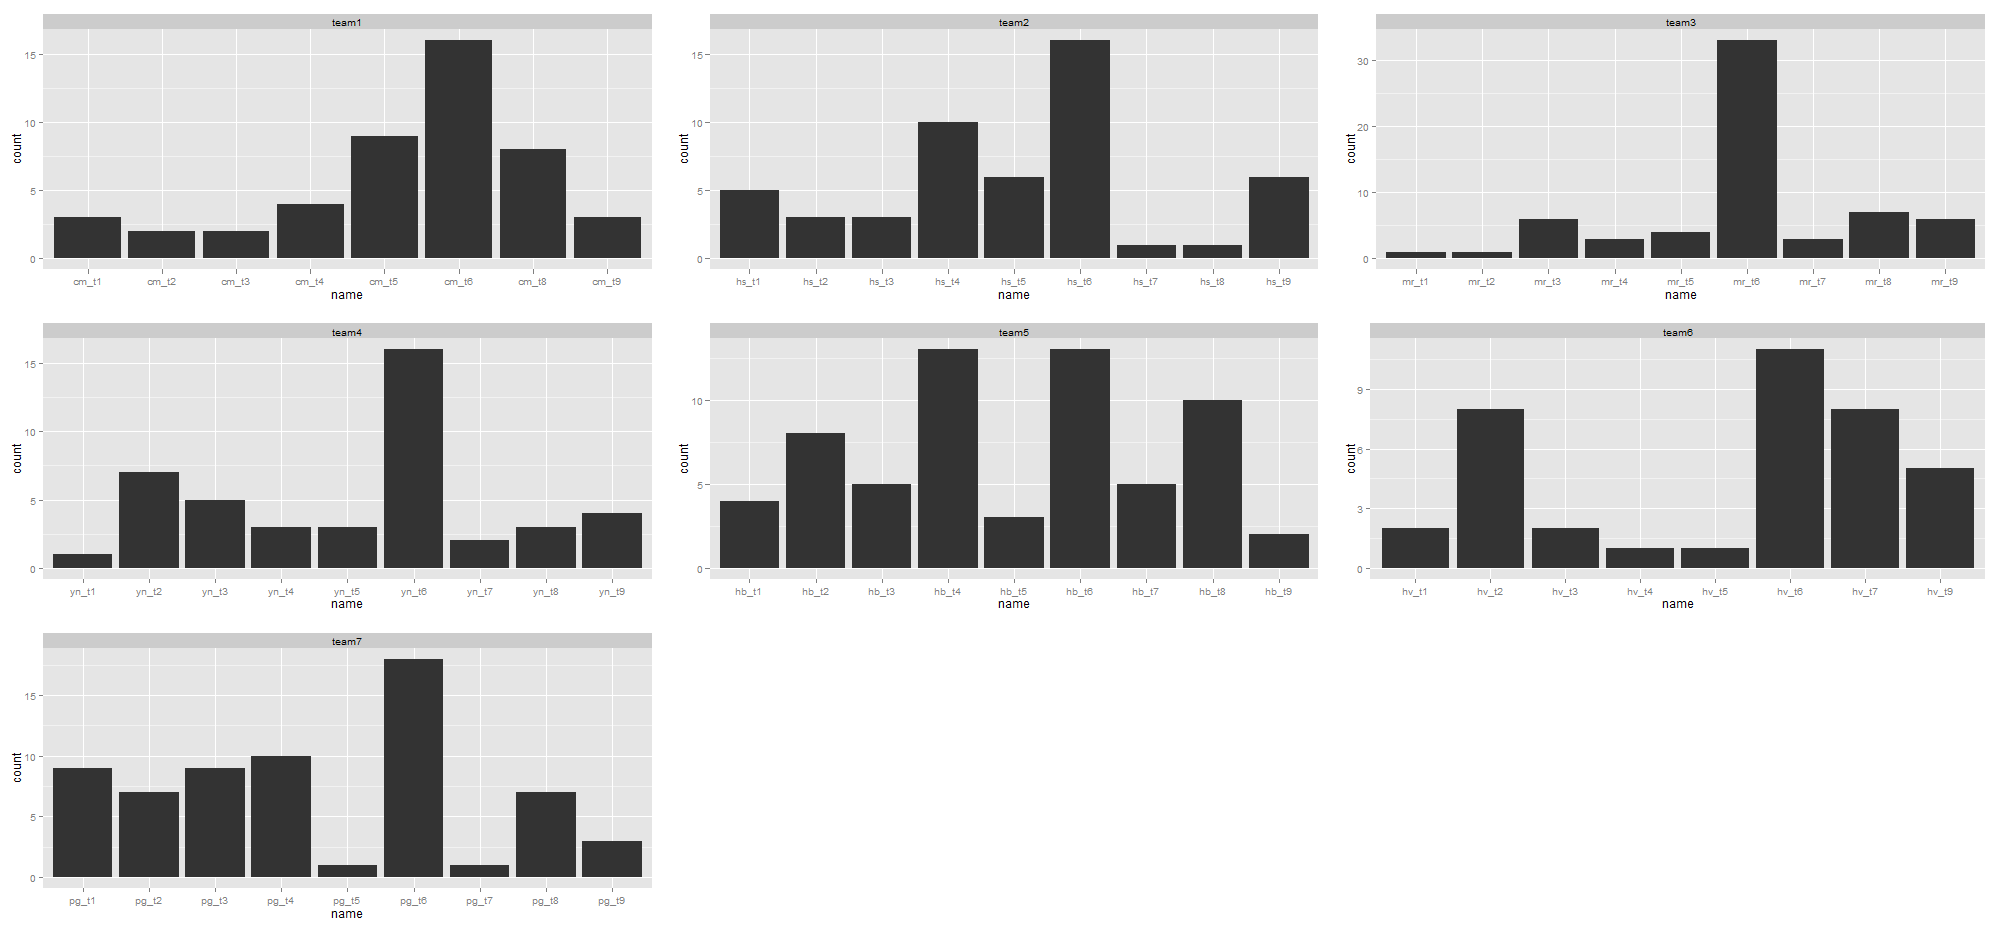 team1
15
10
5
0
count
cm_t1 cm_t2 cm_t3 cm_t4 cm_t5 cm_t6 cm_t8 cm_t9
name
team2
15
10
5
0
count
hs_t1 hs_t2 hs_t3 hs_t4 hs_t5 hs_t6 hs_t7 hs_t8 hs_t9
name
team3
30
20
10
0
count
mr_t1 mr_t2 mr_t3 mr_t4 mr_t5 mr_t6 mr_t7 mr_t8 mr_t9
name
team4
15
10
5
0
count
yn_t1 yn_t2 yn_t3 yn_t4 yn_t5 yn_t6 yn_t7 yn_t8 yn_t9
name
team5
10
5
0
count
hb_t1 hb_t2 hb_t3 hb_t4 hb_t5 hb_t6 hb_t7 hb_t8 hb_t9
name
team6
9
6
3
0
count
hv_t1 hv_t2 hv_t3 hv_t4 hv_t5 hv_t6 hv_t7 hv_t9
name
team7
15
10
5
0
count
pg_t1 pg_t2 pg_t3 pg_t4 pg_t5 pg_t6 pg_t7 pg_t8 pg_t9
name